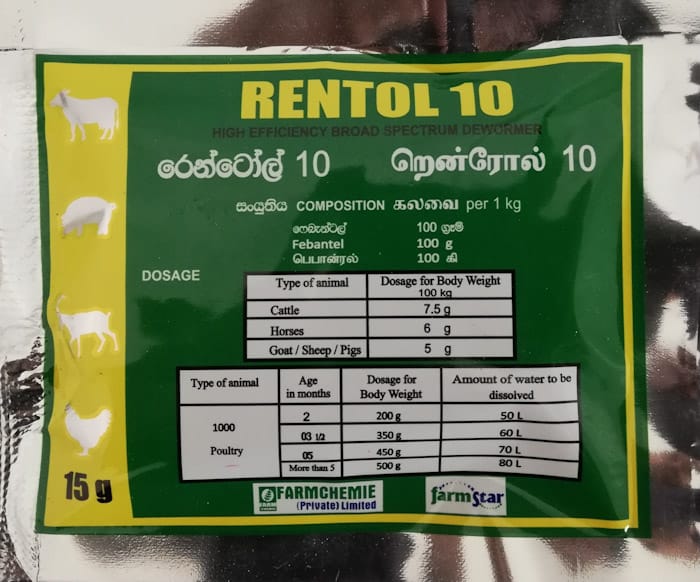 RENTOL 10
HIGH EFFICIENCY BROAD SPECTRUM DEWORMER
රෙන්ටෝල් 10 றென்ரோல் 10
සංයුතිය COMPOSITION கலவை per 1 kg
ෆෙබැන්ටල් 100 ග්‍රෑම්
Febantel 100 g
பெபான்ரல் 100 கி
DOSAGE
Type of animal Dosage for Body Weight 100 kg
Cattle 7.5 g
Horses 6 g
Goat / Sheep / Pigs 5 g
Type of animal Age in months Dosage for Body Weight Amount of water to be dissolved
1000 Poultry
2 200 g 50 L
03 1/2 350 g 60 L
05 450 g 70 L
More than 5 500 g 80 L
15 g
FARMCHEMIE
(Private) Limited
farmStar